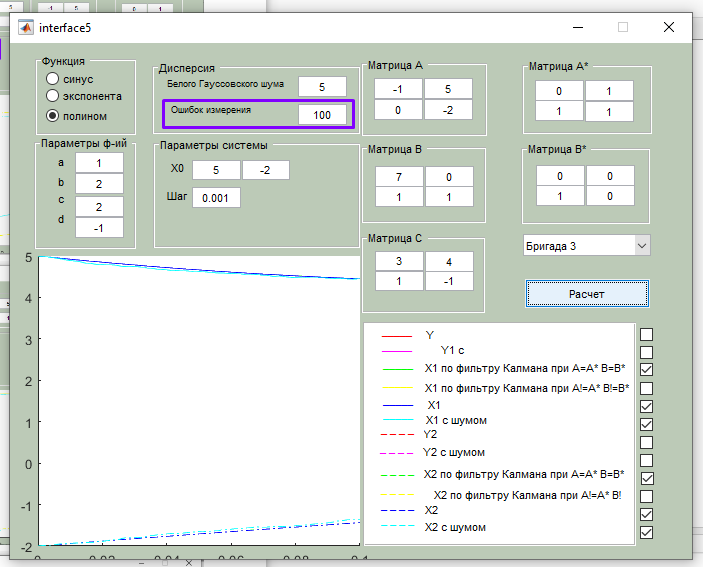 interface5
Функция
синус
экспонента
полином
Параметры ф-ий
a 1
b 2
c 2
d -1
Дисперсия
Белого Гауссовского шума 5
Ошибок измерения 100
Параметры системы
X0 5 -2
Шаг 0.001
Матрица A
-1 5
0 -2
Матрица B
7 0
1 1
Матрица C
3 4
1 -1
Матрица A*
0 1
1 1
Матрица B*
0 0
1 0
Бригада 3
Расчет
5
4
3
2
1
0
-1
-2
0 0.02 0.04 0.06 0.08 0.1
Y
Y1 с
X1 по фильтру Калмана при A=A* B=B*
X1 по фильтру Калмана при A!=A* B!=B*
X1
X1 с шумом
Y2
Y2 с шумом
X2 по фильтру Калмана при A=A* B=B*
X2 по фильтру Калмана при A!=A* B!
X2
X2 с шумом